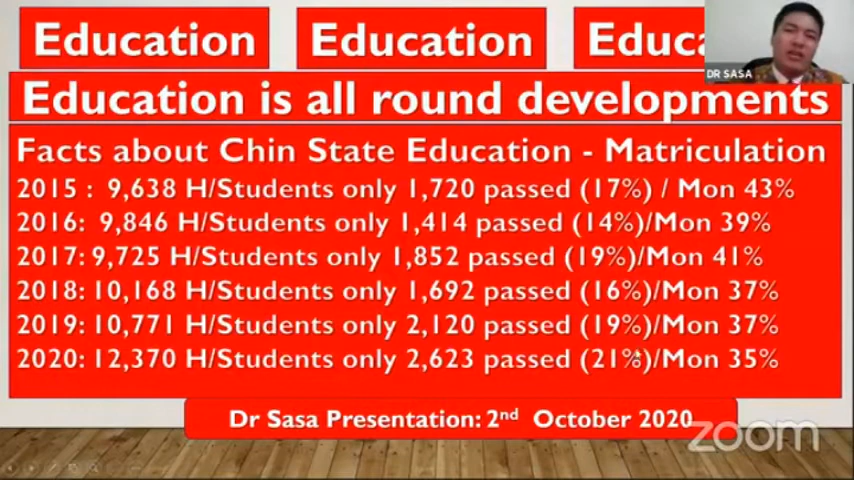 Education Education Educa
DR SASA
Education is all round developments
Facts about Chin State Education - Matriculation
2015 : 9,638 H/Students only 1,720 passed (17%) / Mon 43%
2016: 9,846 H/Students only 1,414 passed (14%)/Mon 39%
2017: 9,725 H/Students only 1,852 passed (19%)/Mon 41%
2018: 10,168 H/Students only 1,692 passed (16%)/Mon 37%
2019: 10,771 H/Students only 2,120 passed (19%)/Mon 37%
2020: 12,370 H/Students only 2,623 passed (21%)/Mon 35%
Dr Sasa Presentation: 2nd October 2020
zoom